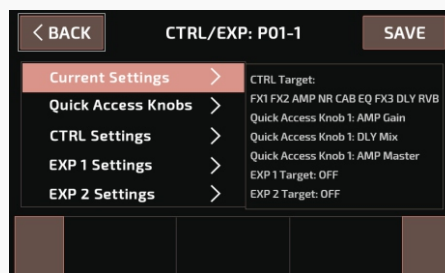 < BACK
CTRL/EXP: P01-1
SAVE
Current Settings >
Quick Access Knobs >
CTRL Settings >
EXP 1 Settings >
EXP 2 Settings >
CTRL Target:
FX1 FX2 AMP NR CAB EQ FX3 DLY RVB
Quick Access Knob 1: AMP Gain
Quick Access Knob 1: DLY Mix
Quick Access Knob 1: AMP Master
EXP 1 Target: OFF
EXP 2 Target: OFF